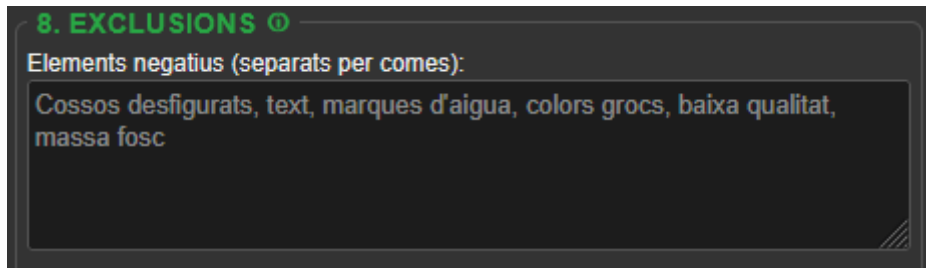 8. EXCLUSIONS
Elements negatius (separats per comes):
Cossos desfigurats, text, marques d'aigua, colors grocs, baixa qualitat,
massa fosc